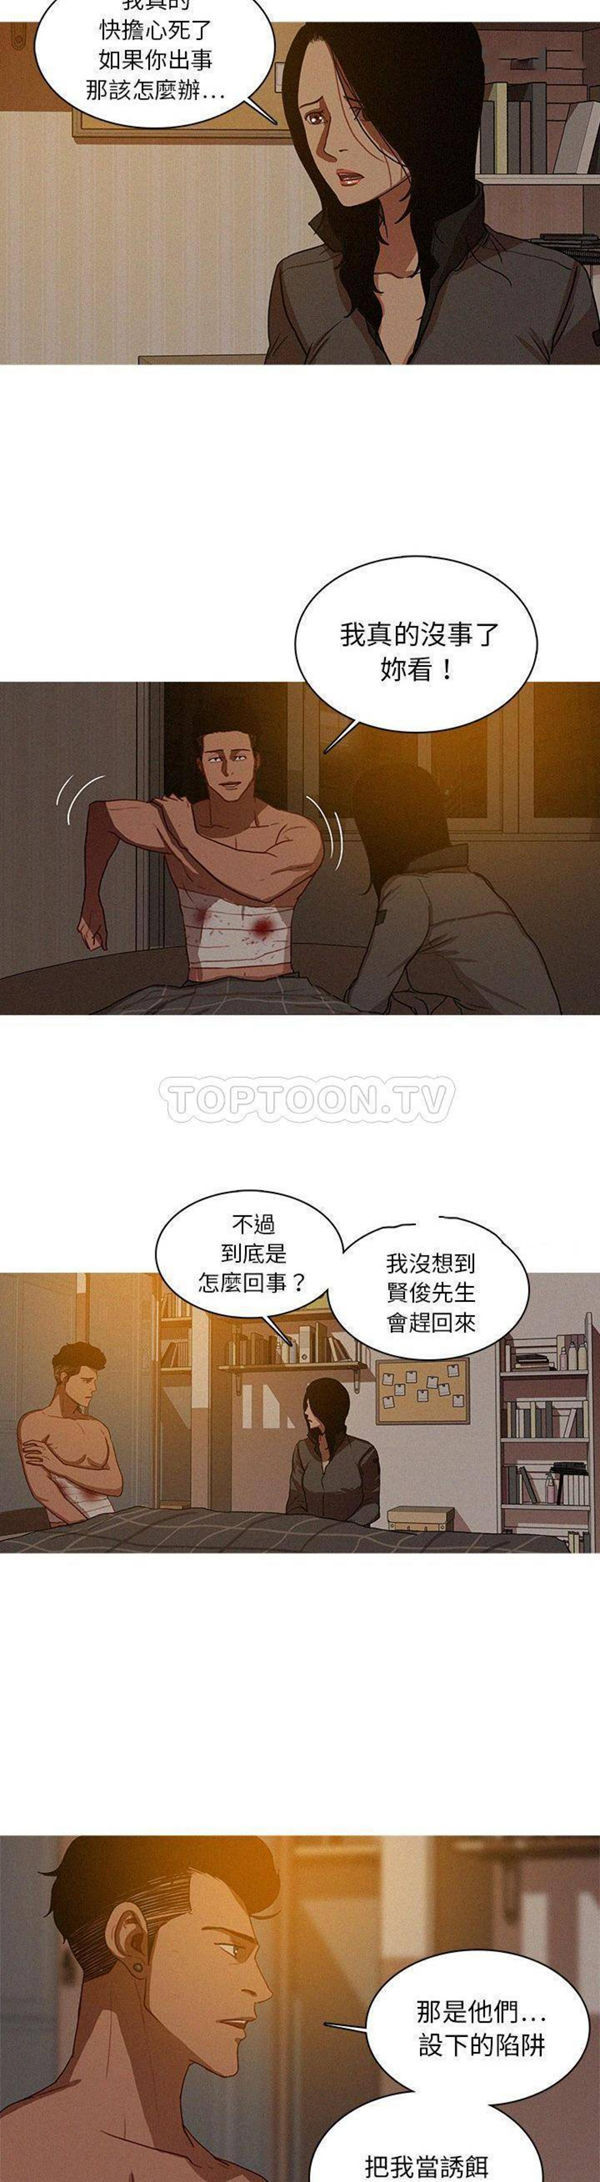 我真的
快擔心死了
如果你出事
那該怎麼辦...
我真的沒事了
妳看！
TOPTOON.TV
不過
到底是
怎麼回事？
我沒想到
賢俊先生
會趕回來
那是他們...
設下的陷阱
把我當誘餌